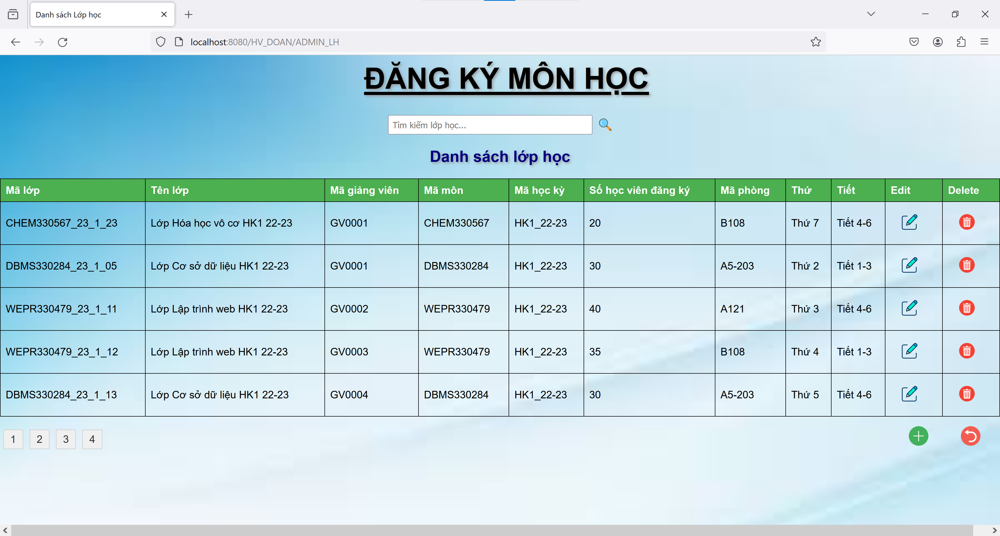 Danh sách Lớp học
localhost:8080/HV_DOAN/ADMIN_LH
ĐĂNG KÝ MÔN HỌC
Tìm kiếm lớp học...
Danh sách lớp học
Mã lớp Tên lớp Mã giảng viên Mã môn Mã học kỳ Số học viên đăng ký Mã phòng Thứ Tiết Edit Delete
CHEM330567_23_1_23 Lớp Hóa học vô cơ HK1 22-23 GV0001 CHEM330567 HK1_22-23 20 B108 Thứ 7 Tiết 4-6
DBMS330284_23_1_05 Lớp Cơ sở dữ liệu HK1 22-23 GV0001 DBMS330284 HK1_22-23 30 A5-203 Thứ 2 Tiết 1-3
WEPR330479_23_1_11 Lớp Lập trình web HK1 22-23 GV0002 WEPR330479 HK1_22-23 40 A121 Thứ 3 Tiết 4-6
WEPR330479_23_1_12 Lớp Lập trình web HK1 22-23 GV0003 WEPR330479 HK1_22-23 35 B108 Thứ 4 Tiết 1-3
DBMS330284_23_1_13 Lớp Cơ sở dữ liệu HK1 22-23 GV0004 DBMS330284 HK1_22-23 30 A5-203 Thứ 5 Tiết 4-6
1 2 3 4